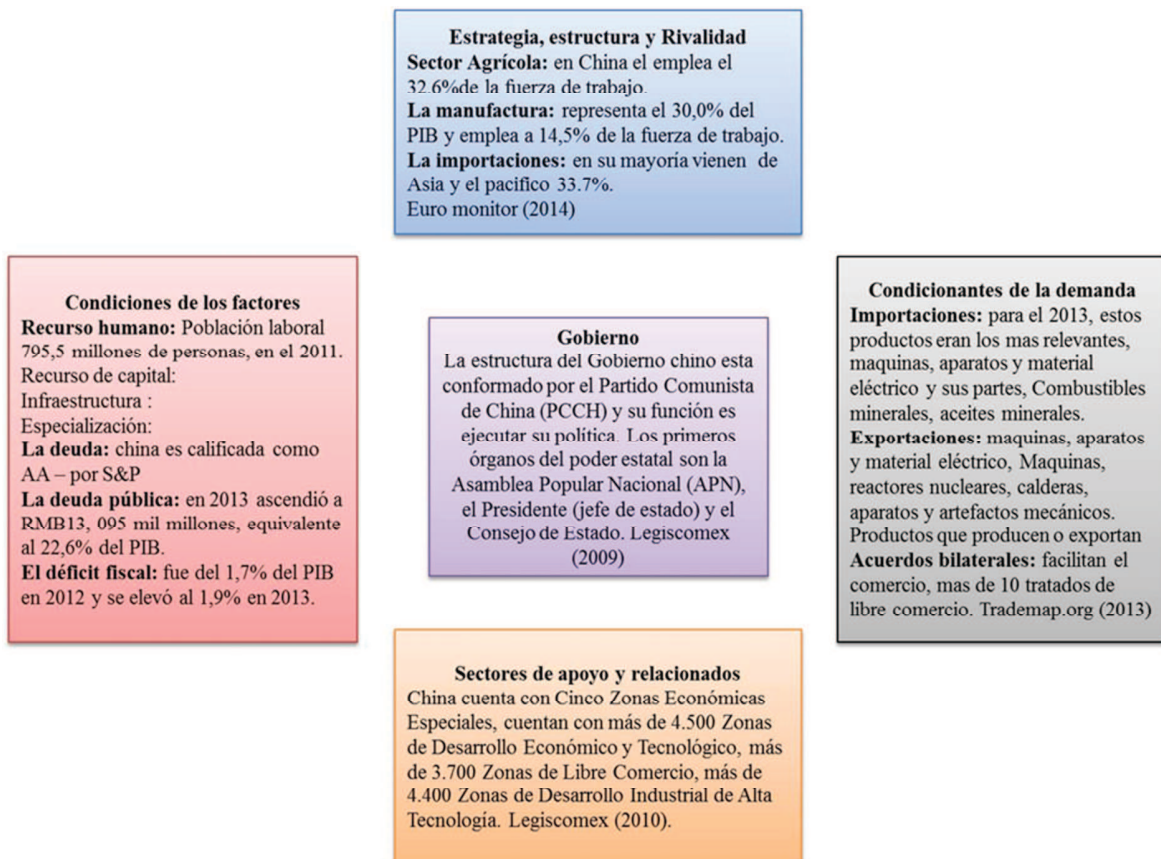 Estrategia, estructura y Rivalidad
Sector Agrícola: en China el emplea el
32.6%de la fuerza de trabajo.
La manufactura: representa el 30,0% del
PIB y emplea a 14,5% de la fuerza de trabajo.
La importaciones: en su mayoría vienen de
Asia y el pacifico 33.7%.
Euro monitor (2014)
Condiciones de los factores
Recurso humano: Población laboral
795,5 millones de personas, en el 2011.
Recurso de capital:
Infraestructura :
Especialización:
La deuda: china es calificada como
AA – por S&P
La deuda pública: en 2013 ascendió a
RMB13, 095 mil millones, equivalente
al 22,6% del PIB.
El déficit fiscal: fue del 1,7% del PIB
en 2012 y se elevó al 1,9% en 2013.
Gobierno
La estructura del Gobierno chino esta
conformado por el Partido Comunista
de China (PCCH) y su función es
ejecutar su política. Los primeros
órganos del poder estatal son la
Asamblea Popular Nacional (APN),
el Presidente (jefe de estado) y el
Consejo de Estado. Legiscomex
(2009)
Condicionantes de la demanda
Importaciones: para el 2013, estos
productos eran los mas relevantes,
maquinas, aparatos y material
eléctrico y sus partes, Combustibles
minerales, aceites minerales.
Exportaciones: maquinas, aparatos
y material eléctrico, Maquinas,
reactores nucleares, calderas,
aparatos y artefactos mecánicos.
Productos que producen o exportan
Acuerdos bilaterales: facilitan el
comercio, mas de 10 tratados de
libre comercio. Trademap.org (2013)
Sectores de apoyo y relacionados
China cuenta con Cinco Zonas Económicas
Especiales, cuentan con más de 4.500 Zonas
de Desarrollo Económico y Tecnológico, más
de 3.700 Zonas de Libre Comercio, más de
4.400 Zonas de Desarrollo Industrial de Alta
Tecnología. Legiscomex (2010).